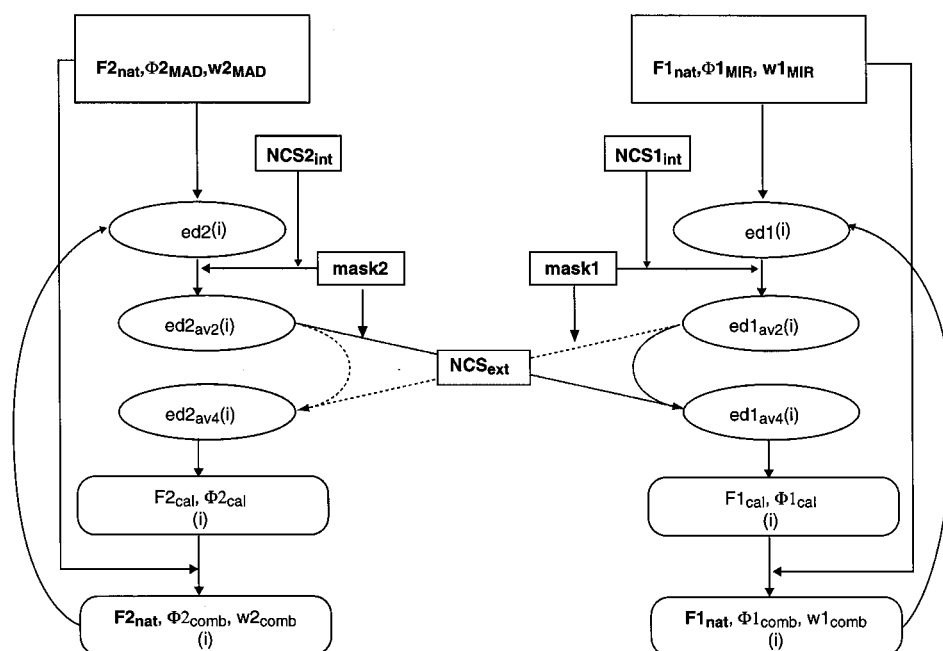 F2nat,Φ2MAD,w2MAD
F1nat,Φ1MIR, w1MIR
NCS2int
NCS1int
ed2(i)
ed1(i)
mask2
mask1
ed2av2(i)
ed1av2(i)
NCSext
ed2av4(i)
ed1av4(i)
F2cal, Φ2cal
(i)
F1cal, Φ1cal
(i)
F2nat, Φ2comb, w2comb
(i)
F1nat, Φ1comb, w1comb
(i)